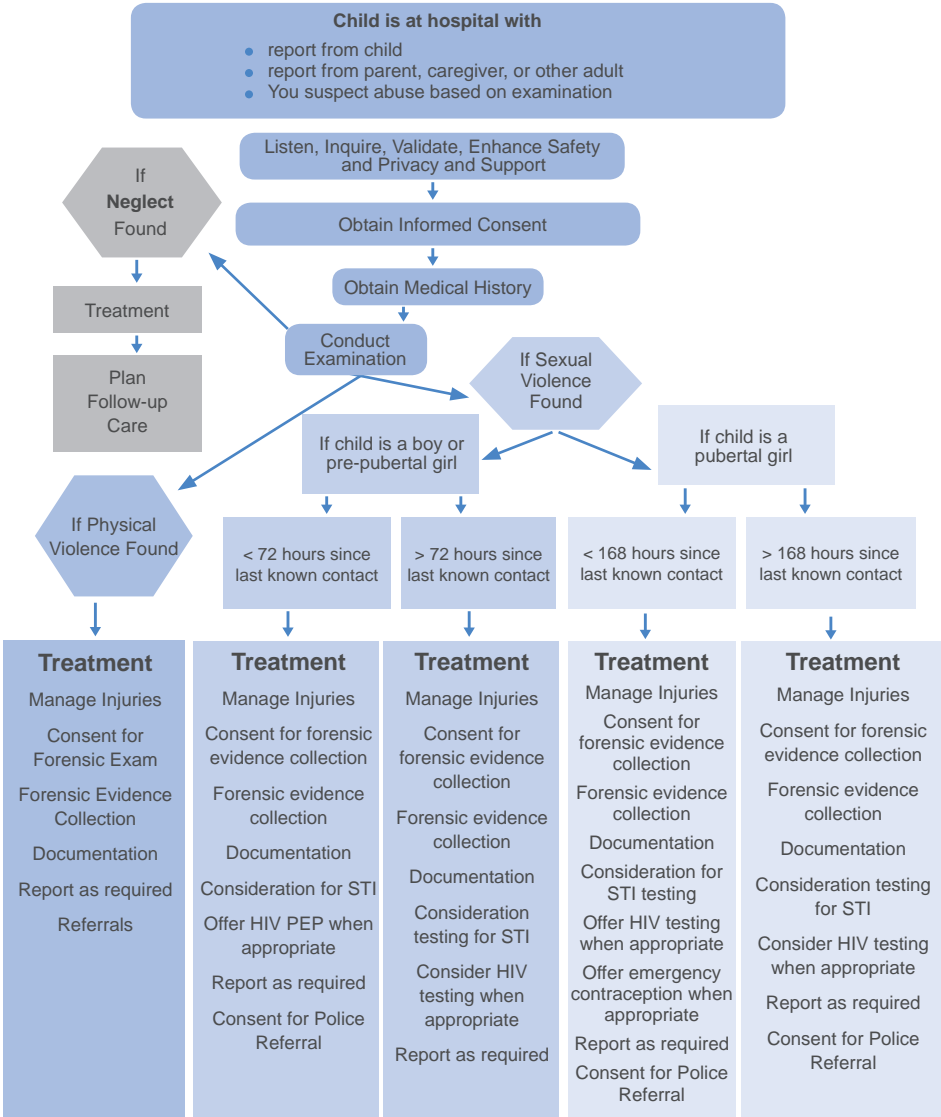 Child is at hospital with
report from child
report from parent, caregiver, or other adult
You suspect abuse based on examination
Listen, Inquire, Validate, Enhance Safety
and Privacy and Support
Obtain Informed Consent
Obtain Medical History
Conduct
Examination
If
Neglect
Found
Treatment
Plan
Follow-up
Care
If Physical
Violence Found
If Sexual
Violence
Found
If child is a boy or
pre-pubertal girl
If child is a
pubertal girl
< 72 hours since
last known contact
> 72 hours since
last known contact
< 168 hours since
last known contact
> 168 hours since
last known contact
Treatment
Manage Injuries
Consent for
Forensic Exam
Forensic Evidence
Collection
Documentation
Report as required
Referrals
Treatment
Manage Injuries
Consent for forensic
evidence collection
Forensic evidence
collection
Documentation
Consideration for STI
Offer HIV PEP when
appropriate
Report as required
Consent for Police
Referral
Treatment
Manage Injuries
Consent for
forensic evidence
collection
Forensic evidence
collection
Documentation
Consideration
testing for STI
Consider HIV
testing when
appropriate
Report as required
Treatment
Manage Injuries
Consent for
forensic evidence
collection
Forensic evidence
collection
Documentation
Consideration for
STI testing
Offer HIV testing
when appropriate
Offer emergency
contraception when
appropriate
Report as required
Consent for Police
Referral
Treatment
Manage Injuries
Consent for forensic
evidence collection
Forensic evidence
collection
Documentation
Consideration testing
for STI
Consider HIV testing
when appropriate
Report as required
Consent for Police
Referral